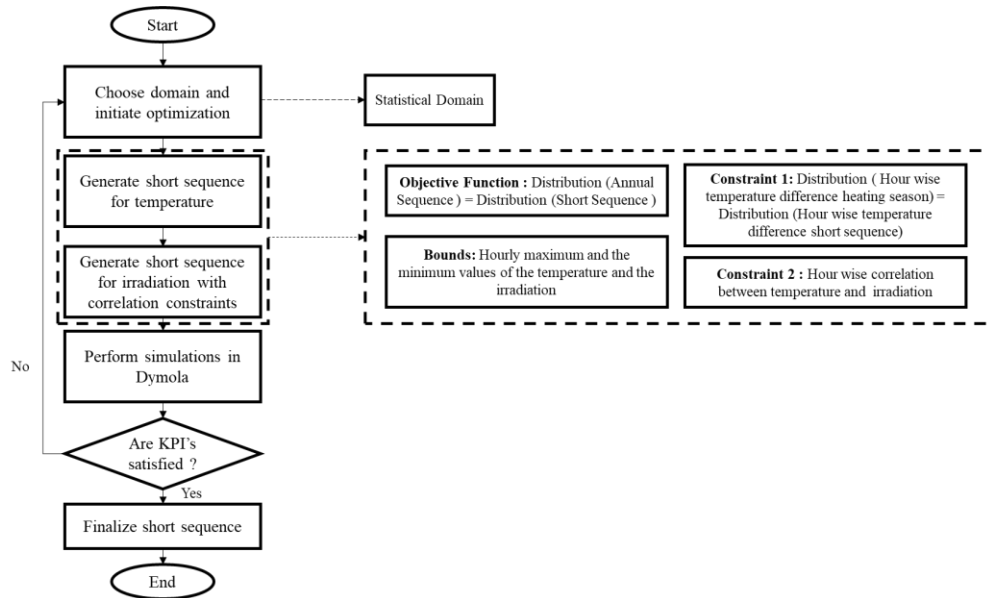 Start
Choose domain and
initiate optimization
Statistical Domain
Generate short sequence
for temperature
Generate short sequence
for irradiation with
correlation constraints
Objective Function : Distribution (Annual
Sequence ) = Distribution (Short Sequence )
Constraint 1: Distribution ( Hour wise
temperature difference heating season) =
Distribution (Hour wise temperature
difference short sequence)
Bounds: Hourly maximum and the
minimum values of the temperature and the
irradiation
Constraint 2 : Hour wise correlation
between temperature and irradiation
Perform simulations in
Dymola
No
Are KPI's
satisfied ?
Yes
Finalize short sequence
End